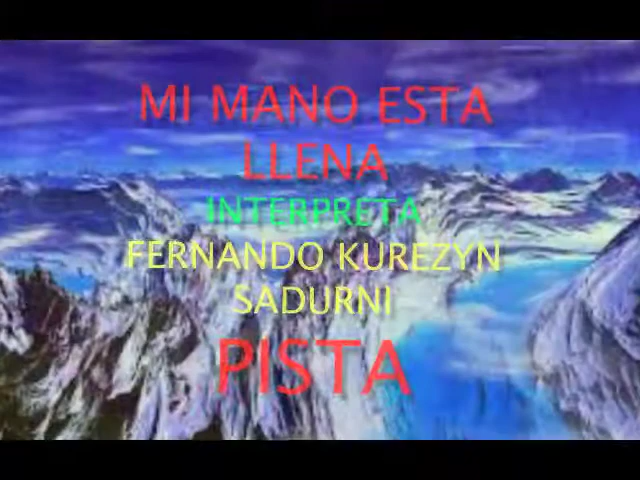 MI MANO ESTA
LLENA
INTERPRETA
FERNANDO KUREZYN
SADURNI
PISTA